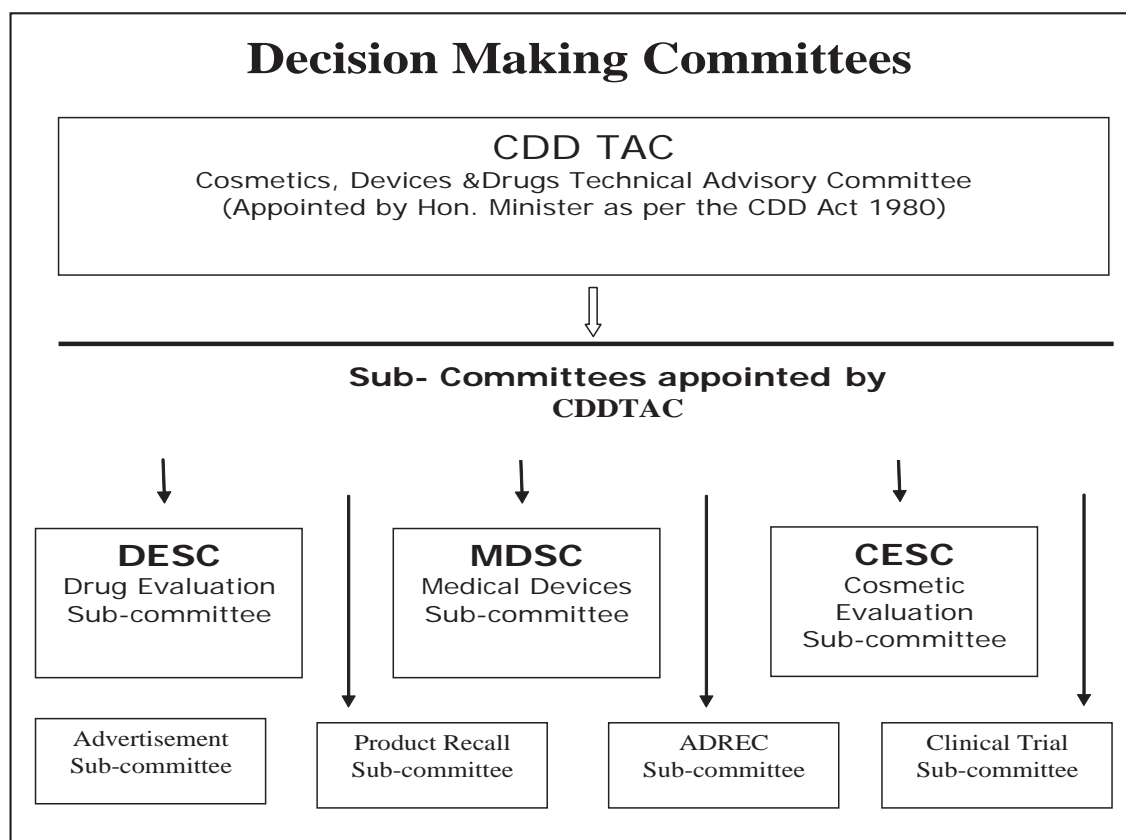 Decision Making Committees
CDD TAC
Cosmetics, Devices &Drugs Technical Advisory Committee
(Appointed by Hon. Minister as per the CDD Act 1980)
Sub- Committees appointed by
CDDTAC
DESC
Drug Evaluation
Sub-committee
MDSC
Medical Devices
Sub-committee
CESC
Cosmetic
Evaluation
Sub-committee
Advertisement
Sub-committee
Product Recall
Sub-committee
ADREC
Sub-committee
Clinical Trial
Sub-committee